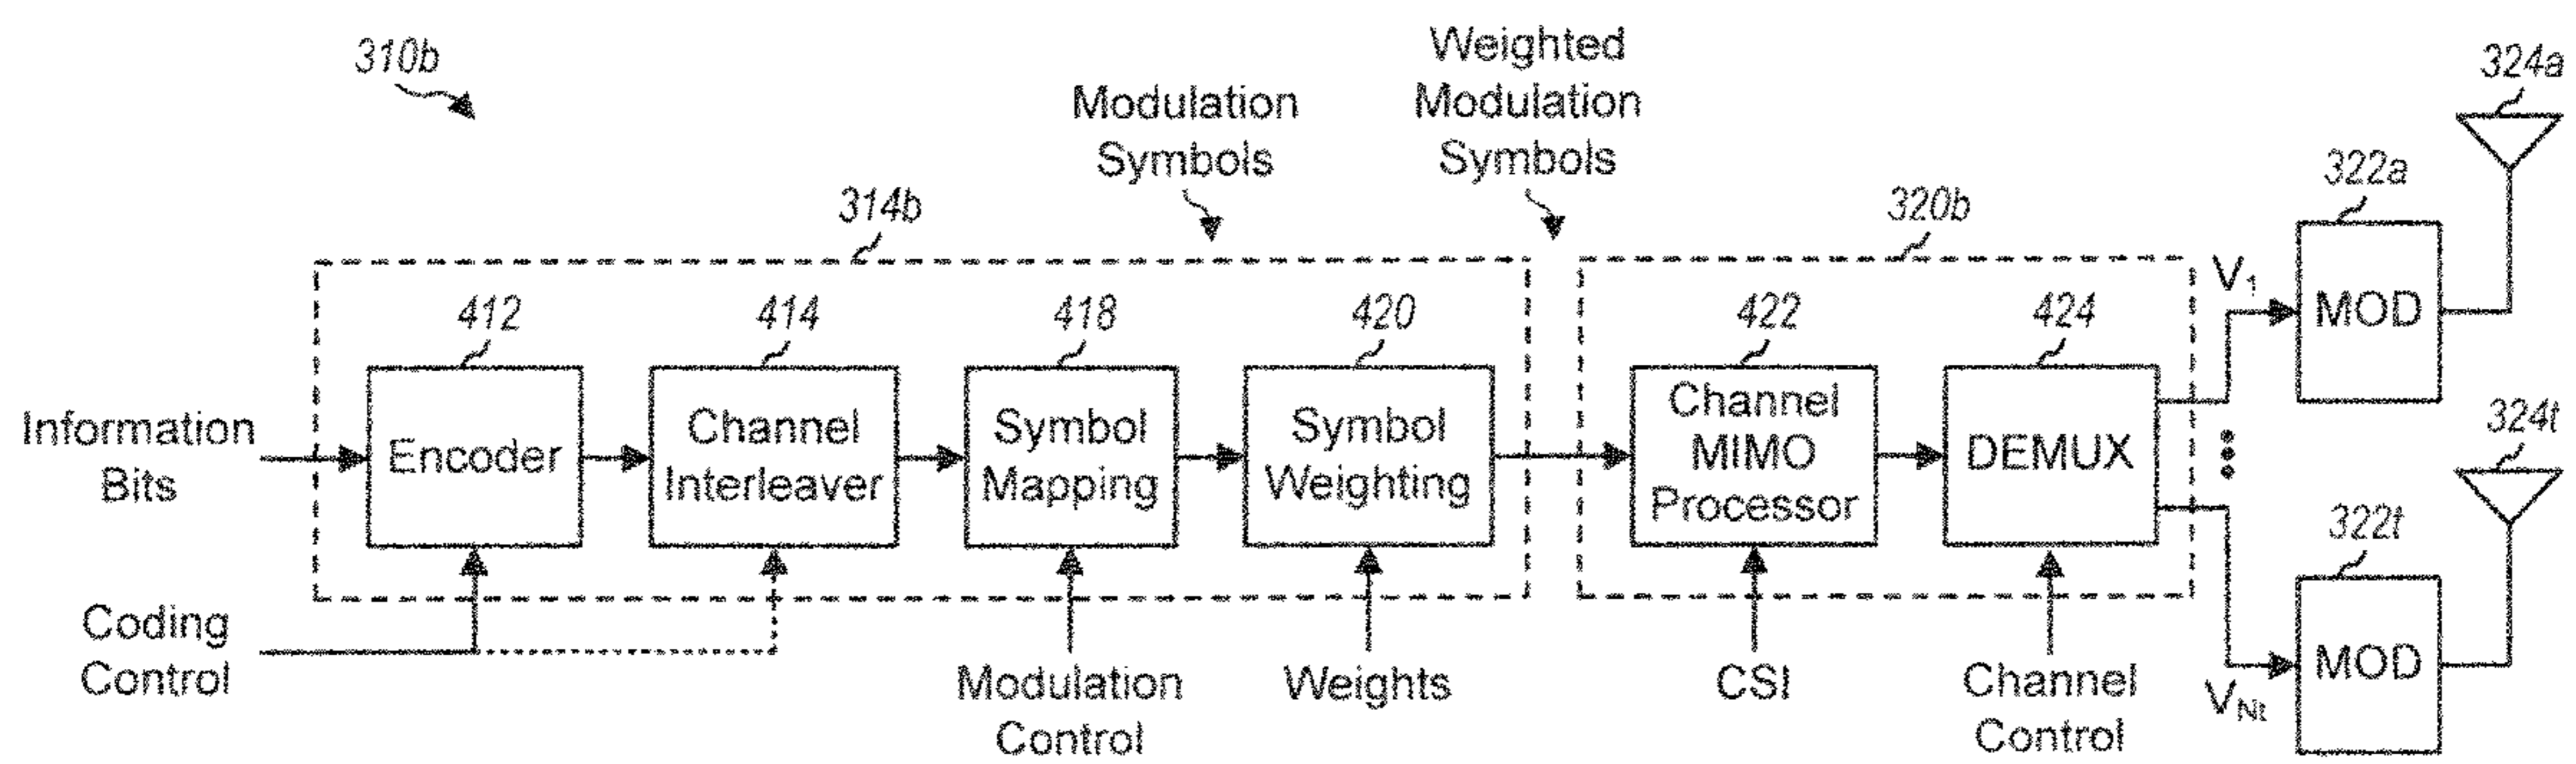 310b
Modulation
Symbols
Weighted
Modulation
Symbols
324a
322a
314b
320b
V1
MOD
412
414
418
420
422
424
Information
Bits
Encoder
Channel
Interleaver
Symbol
Mapping
Symbol
Weighting
Channel
MIMO
Processor
DEMUX
324t
322t
MOD
VNt
Coding
Control
Modulation
Control
Weights
CSI
Channel
Control